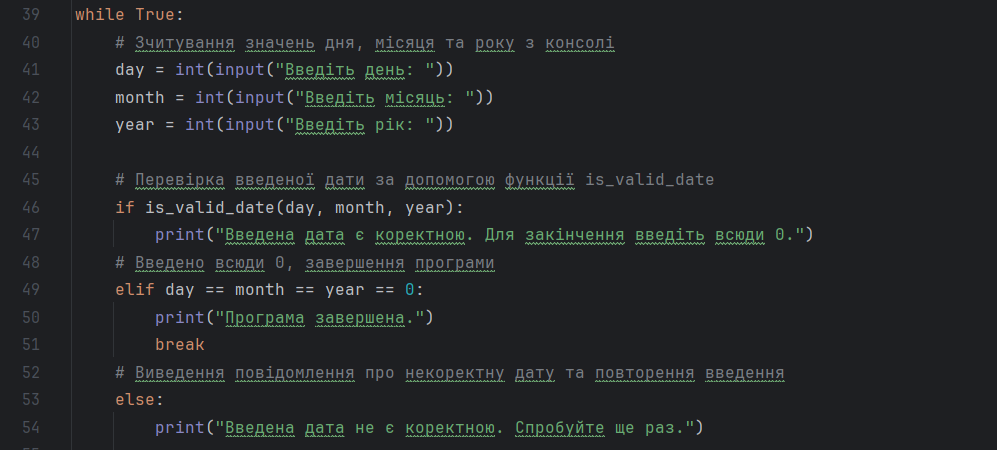 39 while True:
40     # Зчитування значень дня, місяця та року з консолі
41     day = int(input("Введіть день: "))
42     month = int(input("Введіть місяць: "))
43     year = int(input("Введіть рік: "))
44
45     # Перевірка введеної дати за допомогою функції is_valid_date
46     if is_valid_date(day, month, year):
47         print("Введена дата є коректною. Для закінчення введіть всюди 0.")
48     # Введено всюди 0, завершення програми
49     elif day == month == year == 0:
50         print("Програма завершена.")
51         break
52     # Виведення повідомлення про некоректну дату та повторення введення
53     else:
54         print("Введена дата не є коректною. Спробуйте ще раз.")